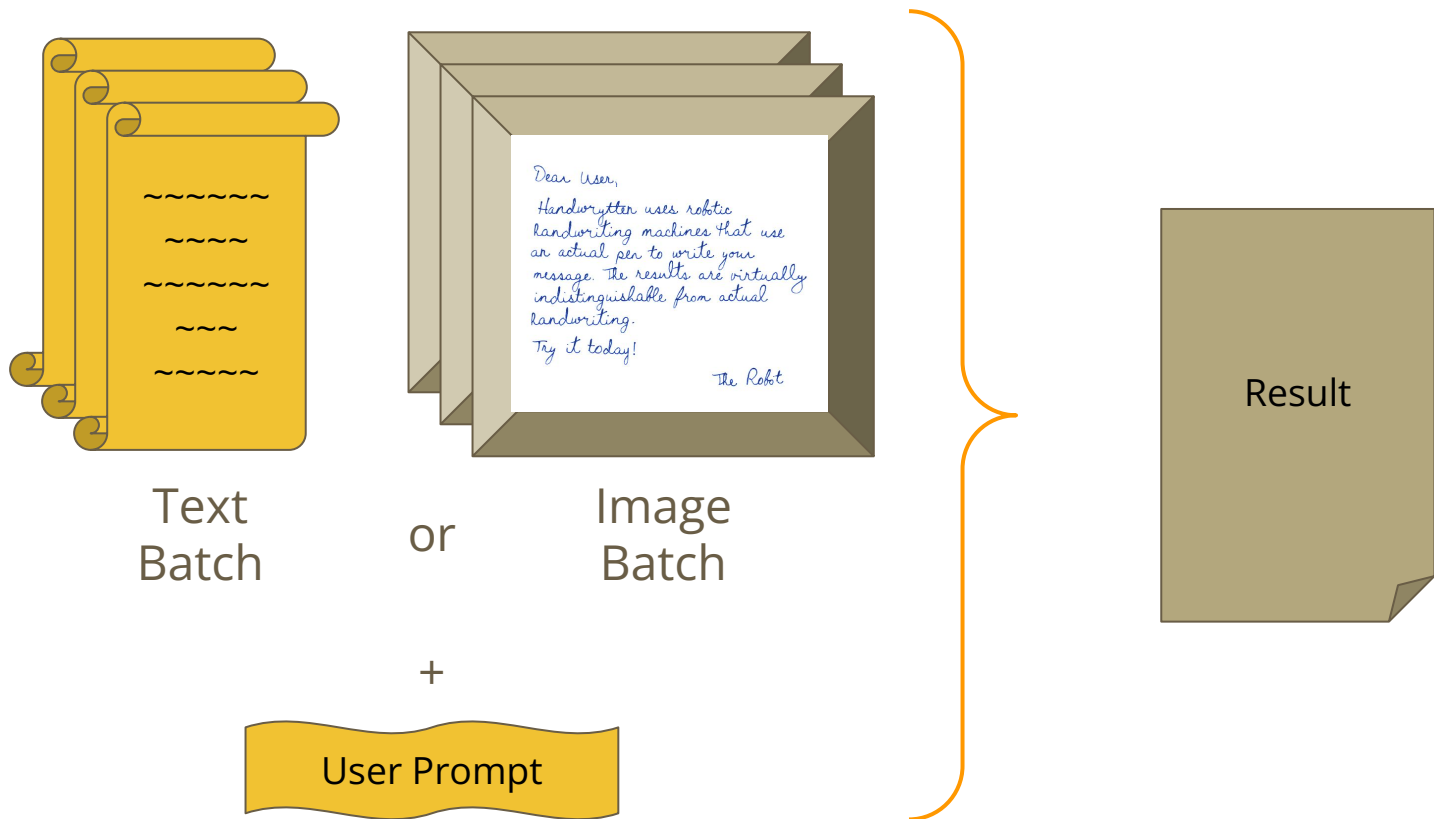 ~~~~~~
~~~~
~~~~~~
~~~
~~~~~
Dear User,
Handwrytten uses robotic
handwriting machines that use
an actual pen to write your
message. The results are virtually
indistinguishable from actual
handwriting.
Try it today!
The Robot
Text
Batch
or
Image
Batch
+
User Prompt
Result